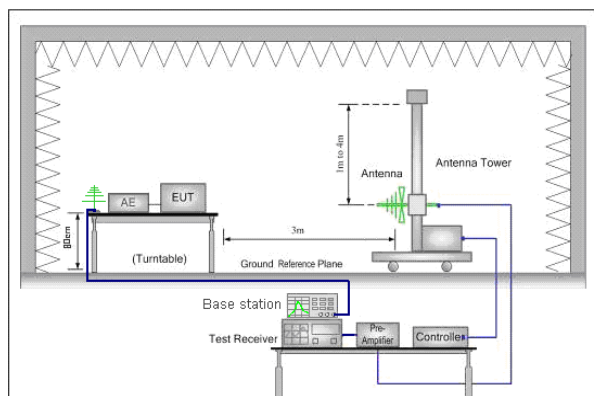 1m to 4m
Antenna
Antenna Tower
AE
EUT
80cm
(Turntable)
3m
Ground Reference Plane
Base station
Test Receiver
Pre-
Amplifier
Controller